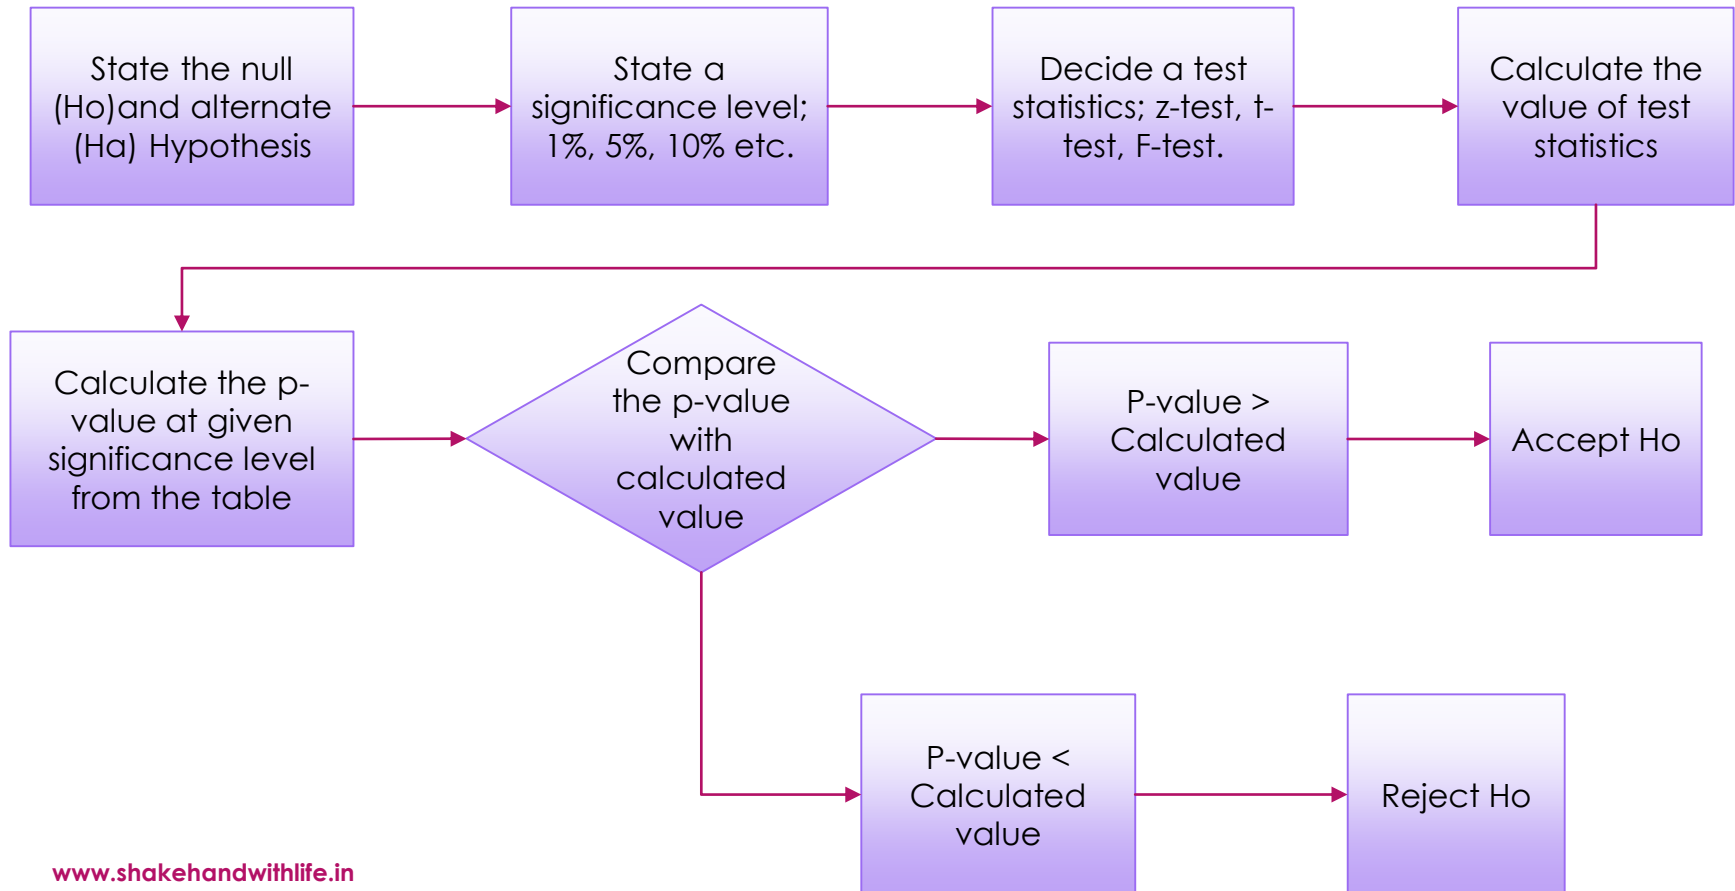 State the null
(Ho)and alternate
(Ha) Hypothesis
State a
significance level;
1%, 5%, 10% etc.
Decide a test
statistics; z-test, t-
test, F-test.
Calculate the
value of test
statistics
Calculate the p-
value at given
significance level
from the table
Compare
the p-value
with
calculated
value
P-value >
Calculated
value
Accept Ho
P-value <
Calculated
value
Reject Ho
www.shakehandwithlife.in